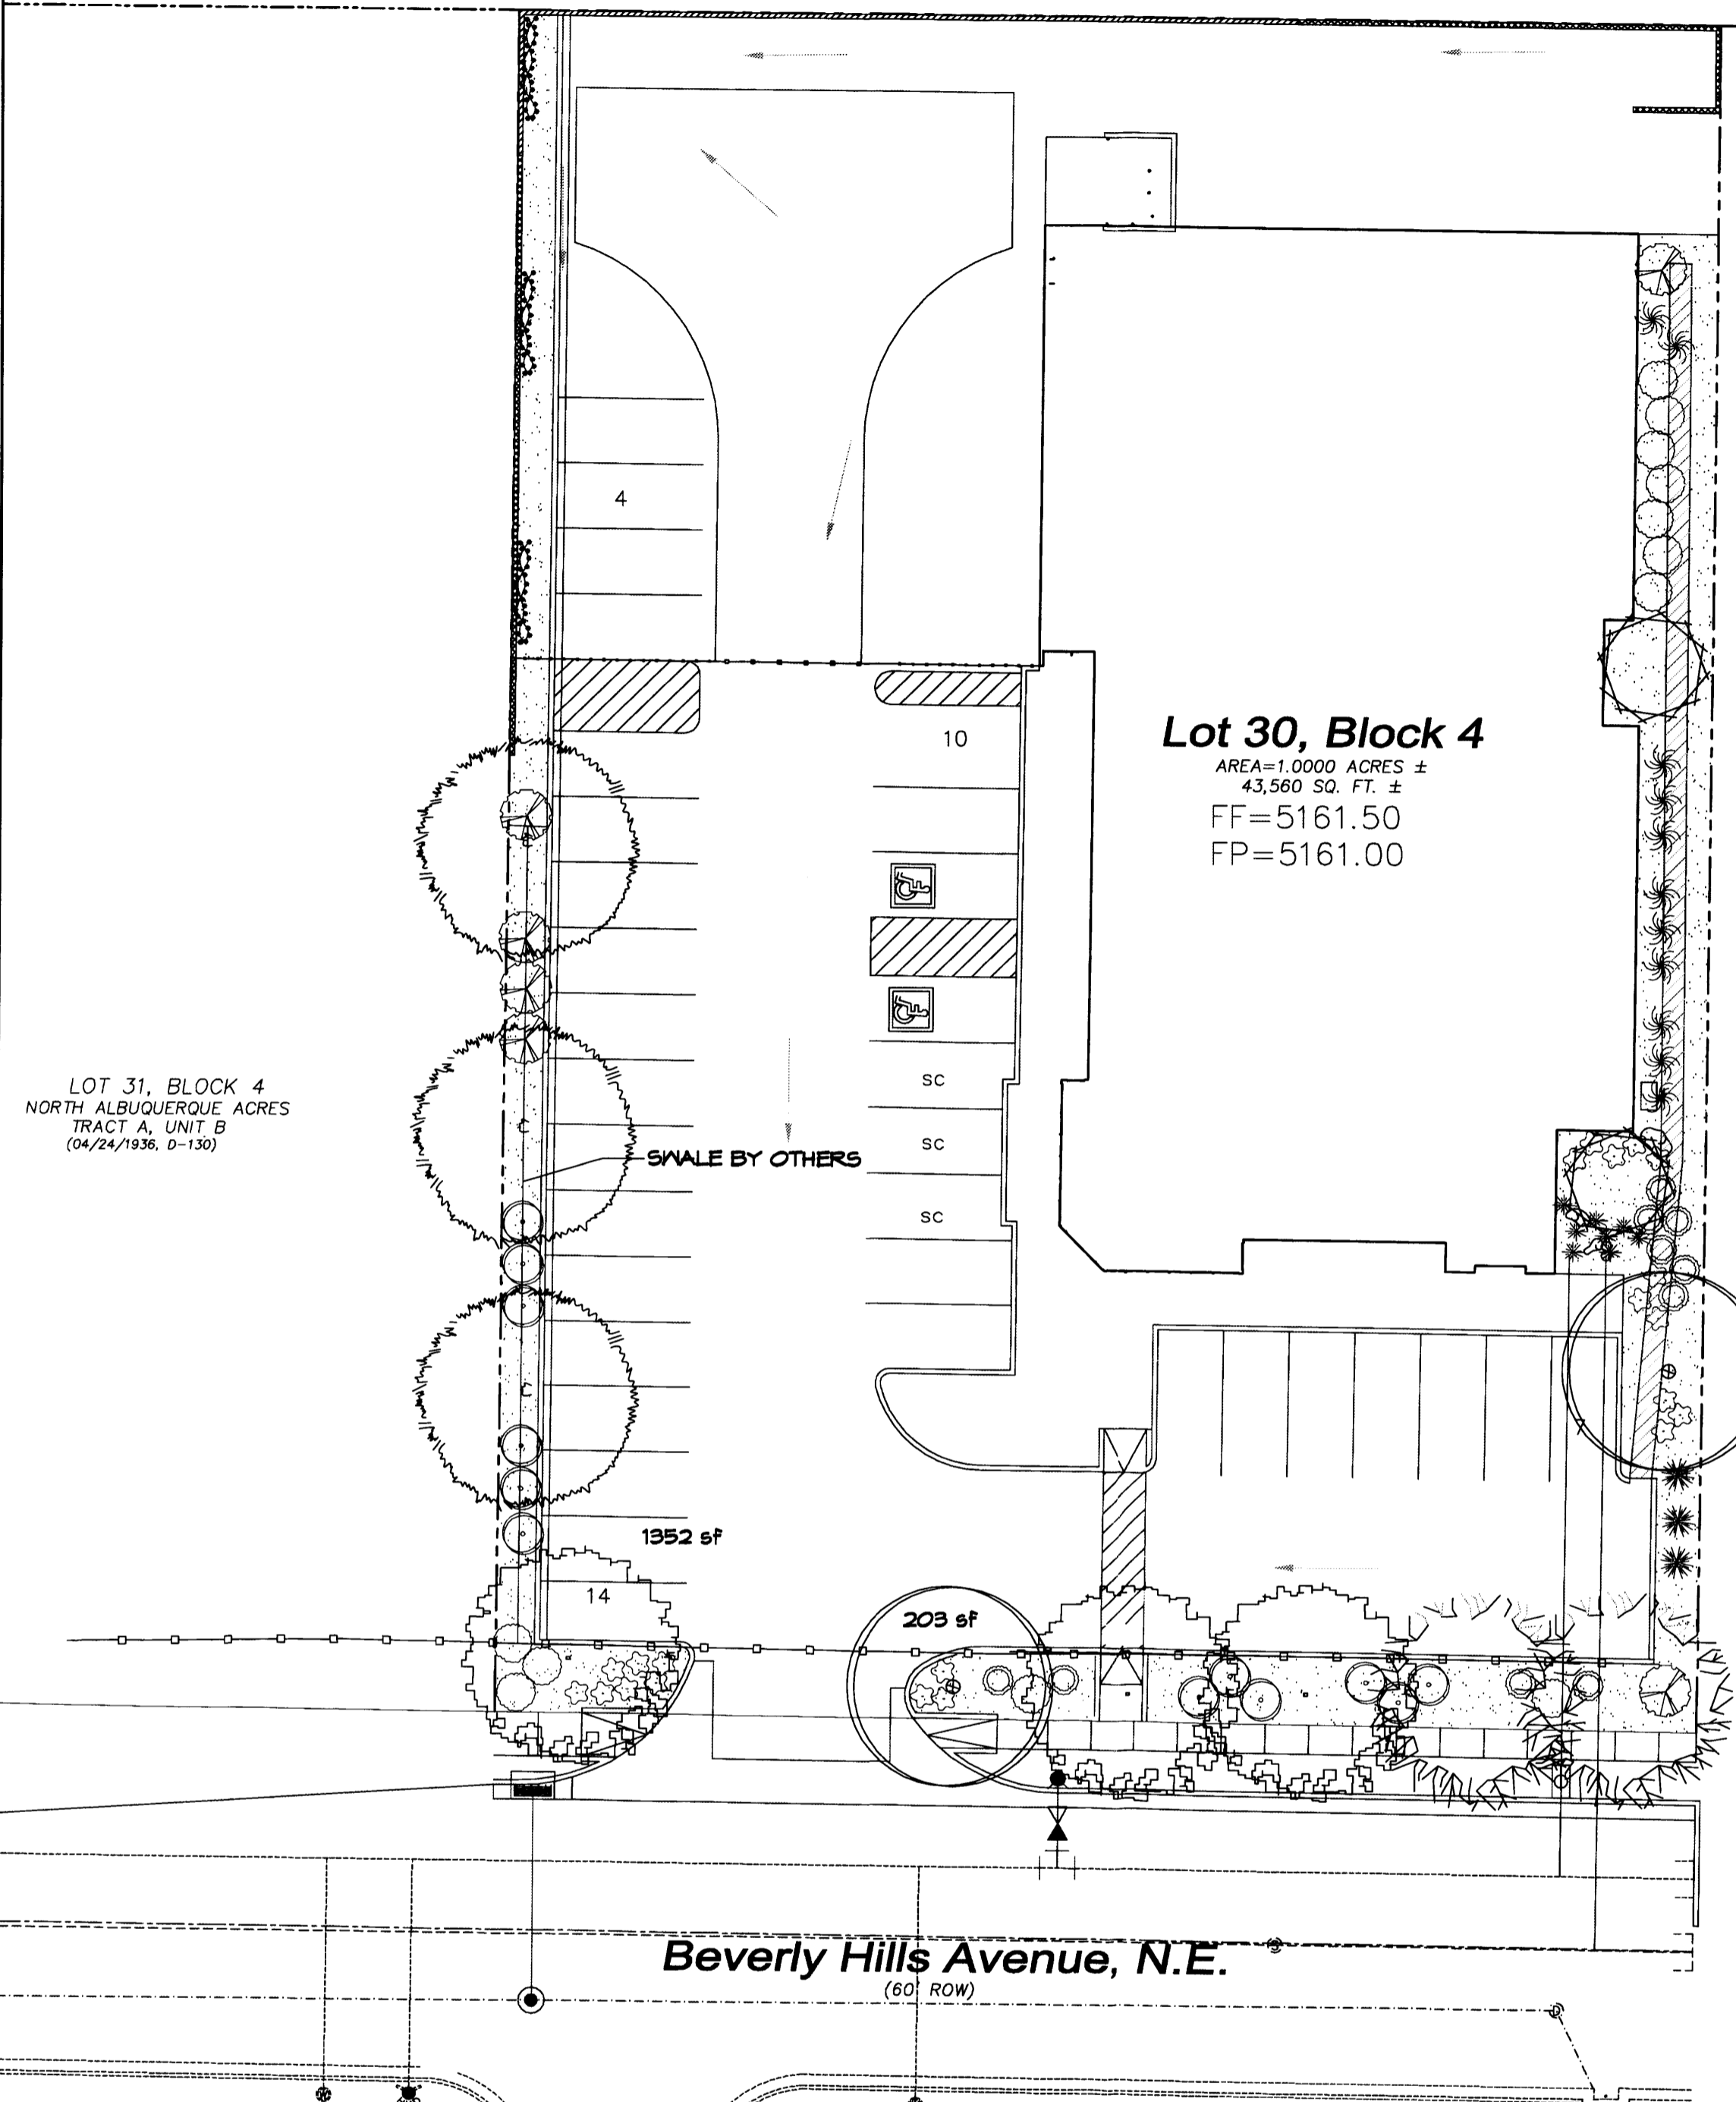 4
10
Lot 30, Block 4
AREA=1.0000 ACRES ±
43,560 SQ. FT. ±
FF=5161.50
FP=5161.00
LOT 31, BLOCK 4
NORTH ALBUQUERQUE ACRES
TRACT A, UNIT B
(04/24/1936, D-130)
SC
SC
SWALE BY OTHERS
SC
1352 sf
14
203 sf
Beverly Hills Avenue, N.E.
(60' ROW)